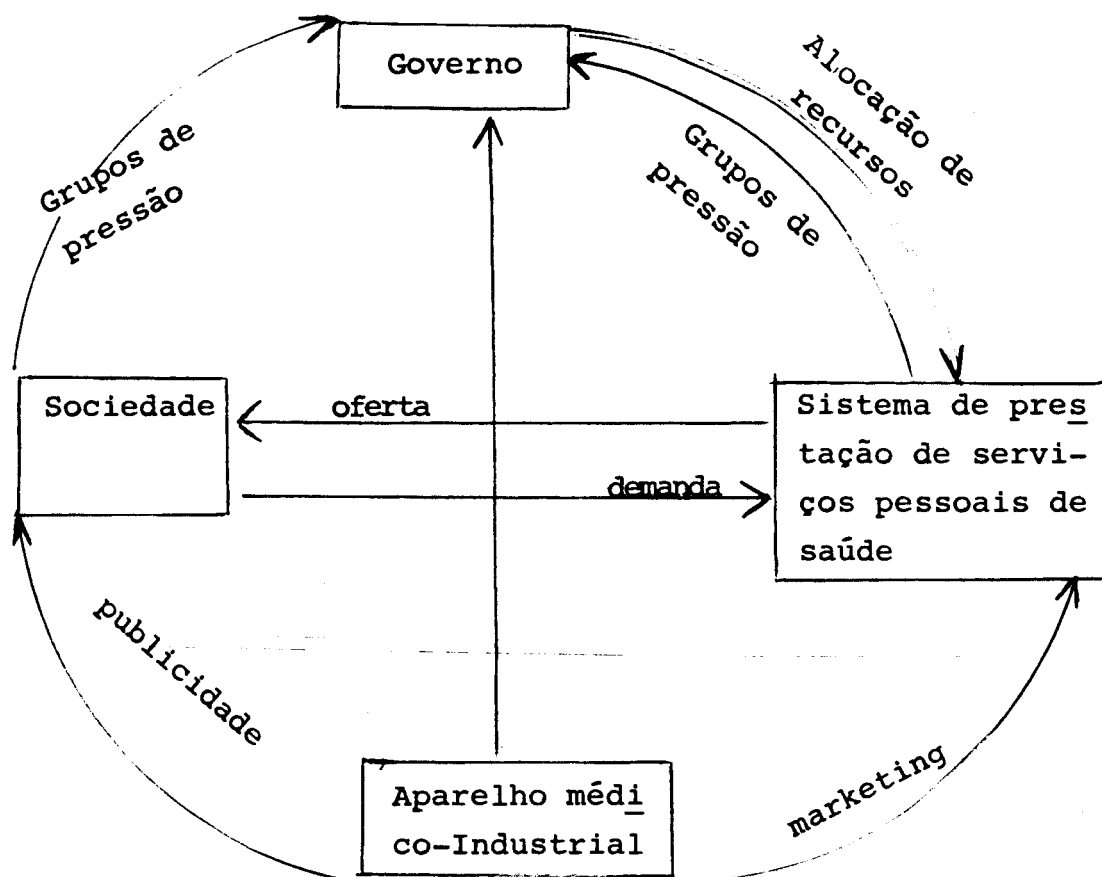 Governo
Alocação de
recursos
Grupos de
pressão
Grupos de
pressão
Sociedade
oferta
demanda
Sistema de pres
tação de servi-
ços pessoais de
saúde
publicidade
marketing
Aparelho médi
co-Industrial